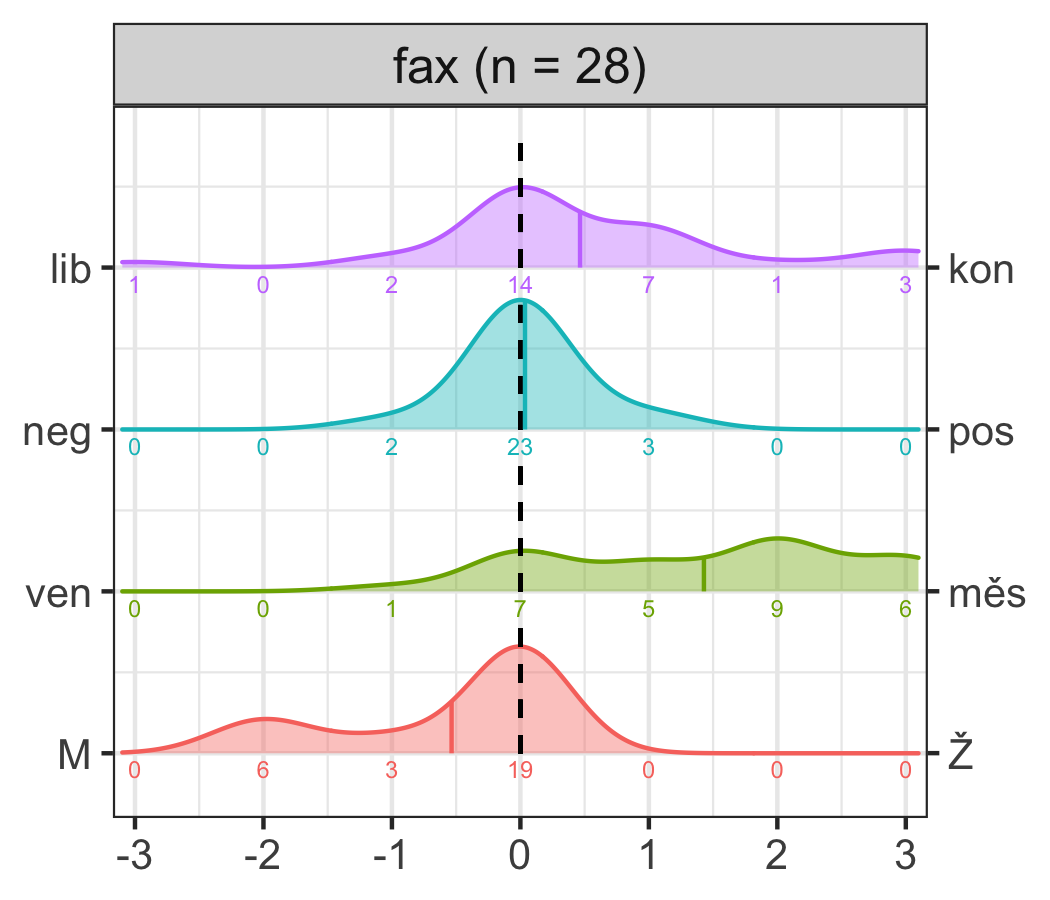 fax (n = 28)
lib kon
1 0 2 14 7 1 3
neg pos
0 0 2 23 3 0 0
ven měs
0 0 1 7 5 9 6
M Ž
0 6 3 19 0 0 0
-3 -2 -1 0 1 2 3